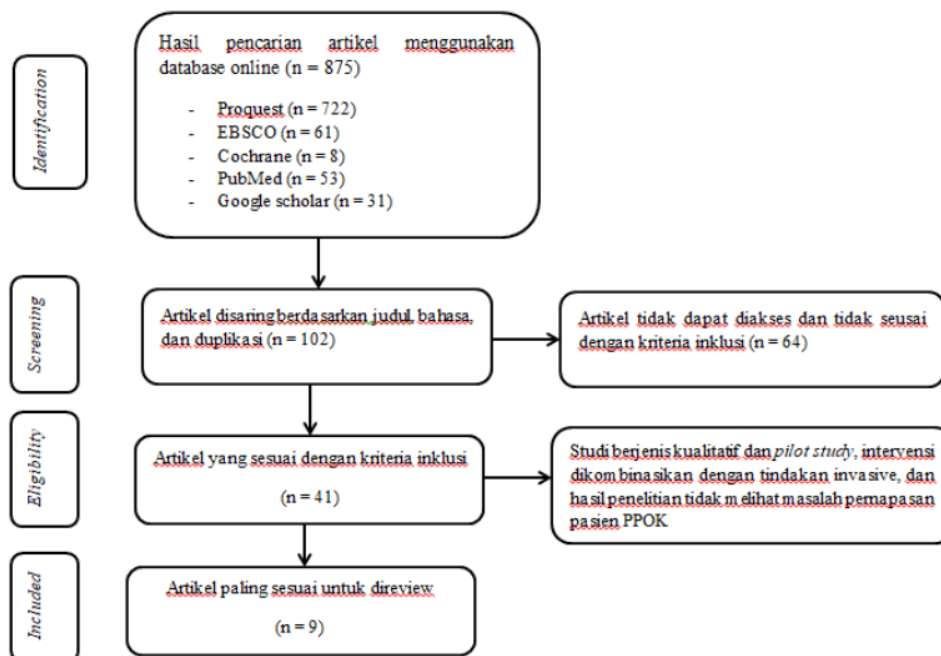 Identification
Hasil pencarian artikel menggunakan
database online (n = 875)
- Proquest (n = 722)
- EBSCO (n = 61)
- Cochrane (n = 8)
- PubMed (n = 53)
- Google scholar (n = 31)
Screening
Artikel disaring berdasarkan judul, bahasa,
dan duplikasi (n = 102)
Artikel tidak dapat diakses dan tidak seusai
dengan kriteria inklusi (n = 64)
Eligibility
Artikel yang sesuai dengan kriteria inklusi
(n = 41)
Studi berjenis kualitatif dan pilot study, intervensi
dikombinasikan dengan tindakan invasive, dan
hasil penelitian tidak melihat masalah pernapasan
pasien PPOK
Included
Artikel paling sesuai untuk direview
(n = 9)